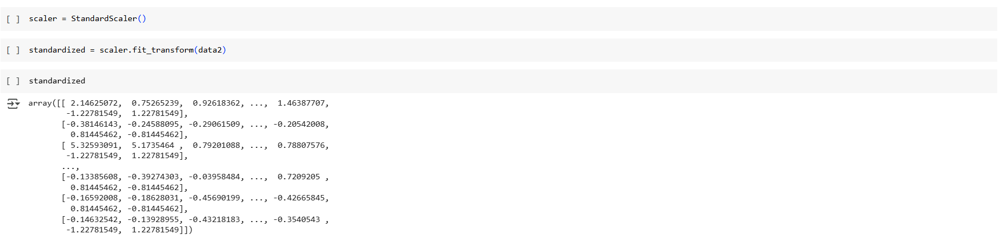 [ ] scaler = StandardScaler()
[ ] standardized = scaler.fit_transform(data2)
[ ] standardized
array([[ 2.14625072,  0.75265239,  0.92618362, ...,  1.46387707,
        -1.22781549,  1.22781549],
       [-0.38146143, -0.24588095, -0.29061509, ..., -0.20542008,
         0.81445462, -0.81445462],
       [ 5.32593091,  5.1735464 ,  0.79201088, ...,  0.78807576,
        -1.22781549,  1.22781549],
       ...,
       [-0.13385608, -0.39274303, -0.03958484, ...,  0.7209205 ,
         0.81445462, -0.81445462],
       [-0.16592008, -0.18628031, -0.45690199, ..., -0.42665845,
         0.81445462, -0.81445462],
       [-0.14632542, -0.13928955, -0.43218183, ..., -0.3540543 ,
        -1.22781549,  1.22781549]])